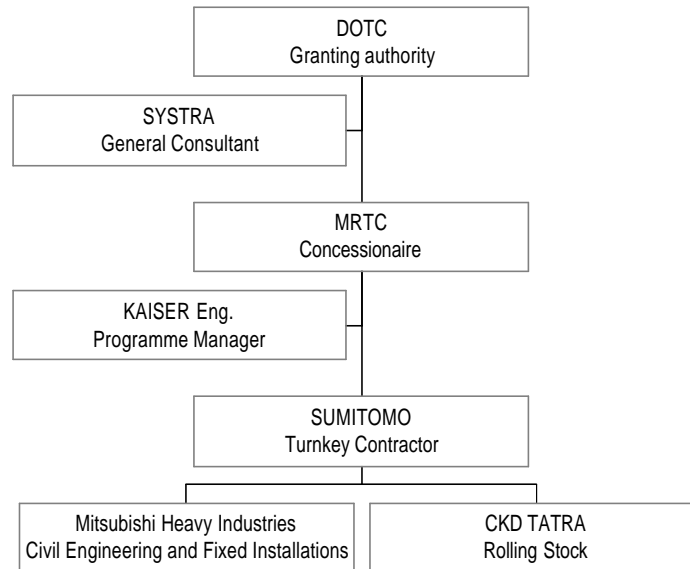 DOTC
Granting authority
SYSTRA
General Consultant
MRTC
Concessionaire
KAISER Eng.
Programme Manager
SUMITOMO
Turnkey Contractor
Mitsubishi Heavy Industries
Civil Engineering and Fixed Installations
CKD TATRA
Rolling Stock